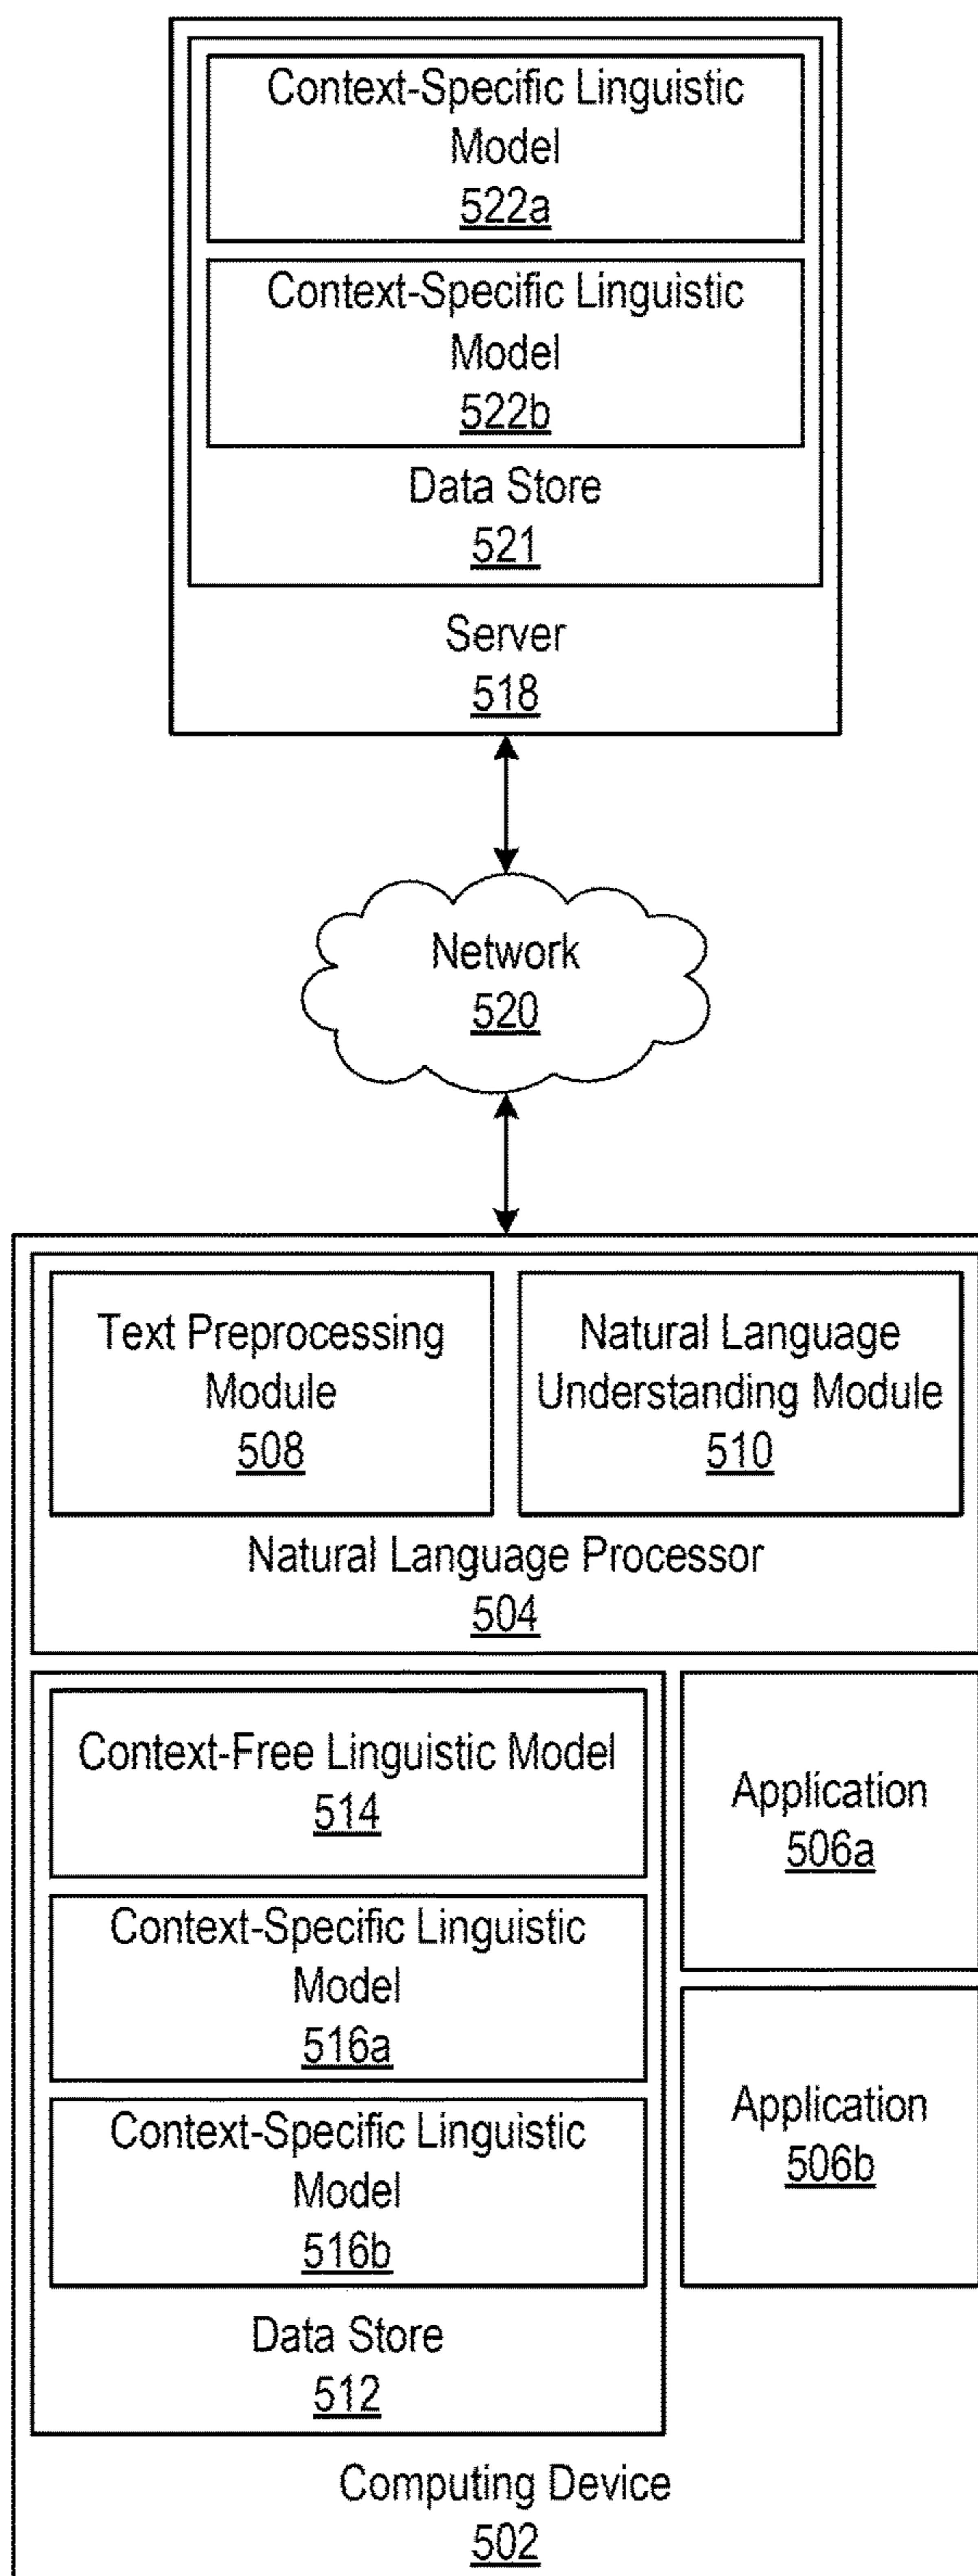 Context-Specific Linguistic
Model
522a
Context-Specific Linguistic
Model
522b
Data Store
521
Server
518
Network
520
Text Preprocessing
Module
508
Natural Language
Understanding Module
510
Natural Language Processor
504
Context-Free Linguistic Model
514
Context-Specific Linguistic
Model
516a
Context-Specific Linguistic
Model
516b
Data Store
512
Application
506a
Application
506b
Computing Device
502